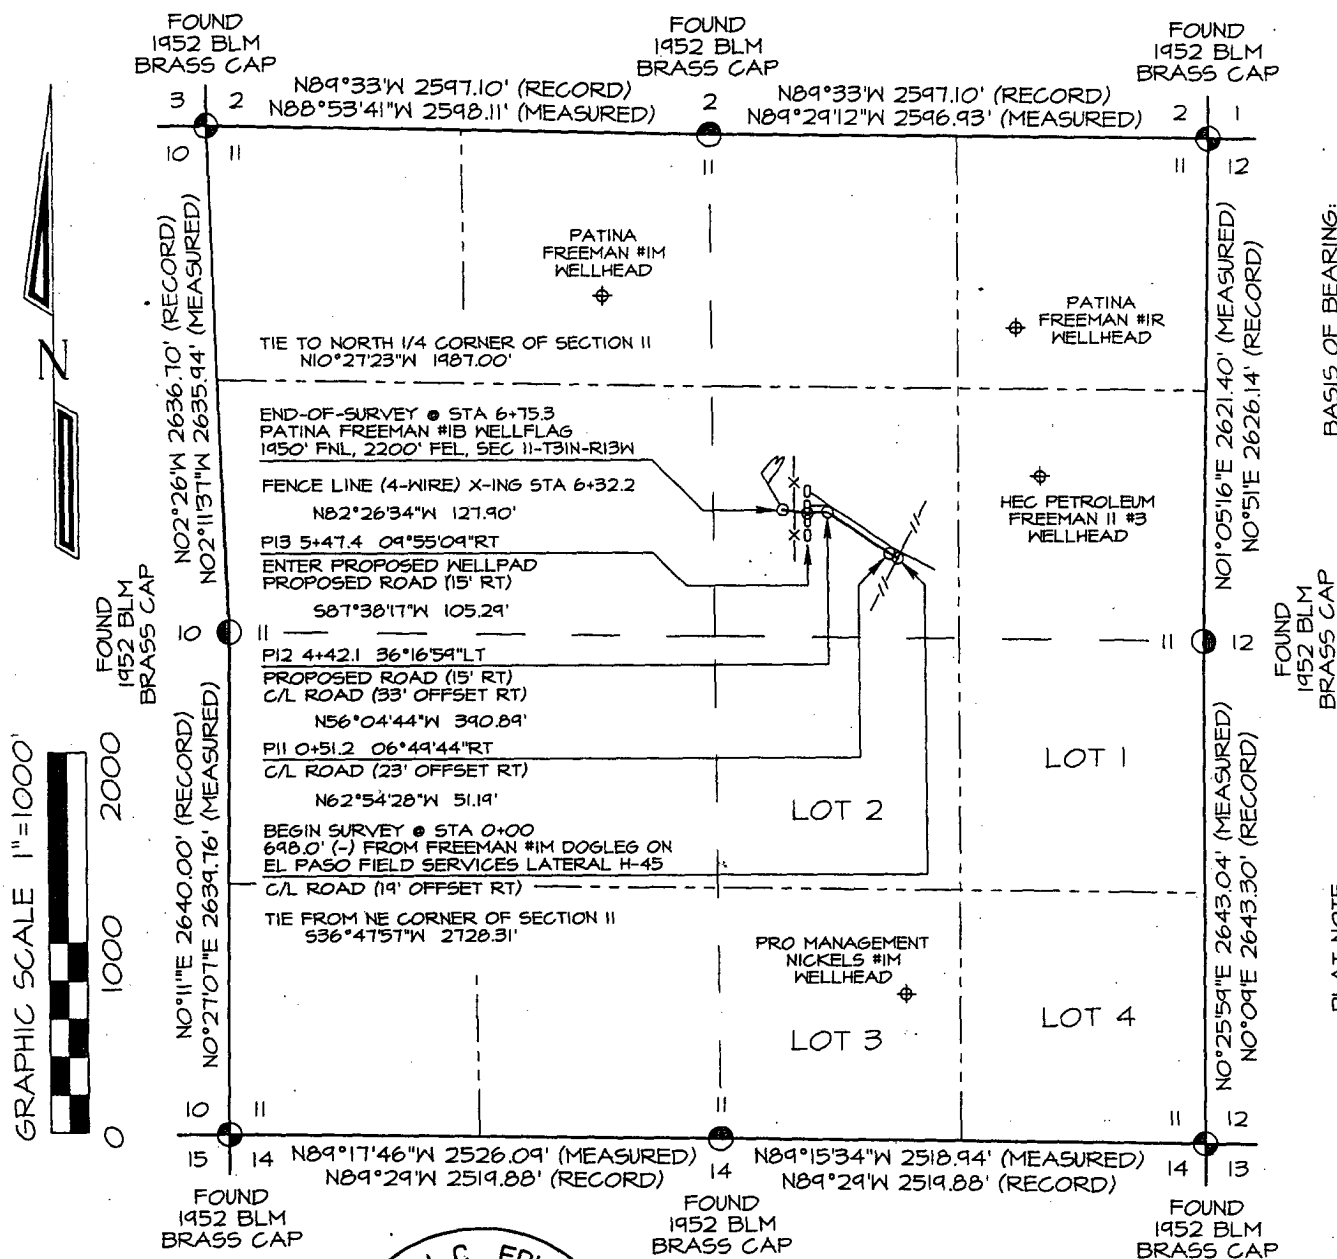 FOUND
1952 BLM
BRASS CAP
FOUND
1952 BLM
BRASS CAP
FOUND
1952 BLM
BRASS CAP
N89°33'W 2597.10' (RECORD)
N88°53'41"W 2598.11' (MEASURED)
N89°33'W 2597.10' (RECORD)
N89°29'12"W 2596.93' (MEASURED)
3 2
10 11
2
11
2 1
11 12
N
N02°26'W 2636.70' (RECORD)
N02°11'37"W 2635.94' (MEASURED)
PATINA
FREEMAN #1M
WELLHEAD
PATINA
FREEMAN #1R
WELLHEAD
N01°05'16"E 2621.40' (MEASURED)
N0°51'E 2626.14' (RECORD)
BASIS OF BEARING:
TIE TO NORTH 1/4 CORNER OF SECTION 11
N10°27'23"W 1987.00'
END-OF-SURVEY @ STA 6+75.3
PATINA FREEMAN #1B WELLFLAG
1950' FNL, 2200' FEL, SEC 11-T31N-R13W
FENCE LINE (4-WIRE) X-ING STA 6+32.2
N82°26'34"W 127.90'
PI3 5+47.4 09°55'09"RT
ENTER PROPOSED WELLPAD
PROPOSED ROAD (15' RT)
S87°38'17"W 105.29'
HEC PETROLEUM
FREEMAN 11 #3
WELLHEAD
FOUND
1952 BLM
BRASS CAP
10 11
11 12
FOUND
1952 BLM
BRASS CAP
PI2 4+42.1 36°16'59"LT
PROPOSED ROAD (15' RT)
C/L ROAD (33' OFFSET RT)
N56°04'44"W 390.89'
PI1 0+51.2 06°49'44"RT
C/L ROAD (23' OFFSET RT)
N62°54'28"W 51.19'
BEGIN SURVEY @ STA 0+00
698.0' (-) FROM FREEMAN #1M DOGLEG ON
EL PASO FIELD SERVICES LATERAL H-45
C/L ROAD (19' OFFSET RT)
TIE FROM NE CORNER OF SECTION 11
S36°47'57"W 2728.31'
LOT 1
LOT 2
GRAPHIC SCALE 1"=1000'
2000
1000
0
N0°11'E 2640.00' (RECORD)
N0°27'07"E 2639.76' (MEASURED)
N0°25'59"E 2643.04' (MEASURED)
N0°09'E 2643.30' (RECORD)
PLAT NOTE
PRO MANAGEMENT
NICKELS #1M
WELLHEAD
LOT 3
LOT 4
10 11
15 14
11
14
11 12
14 13
N89°17'46"W 2526.09' (MEASURED)
N89°29'W 2519.88' (RECORD)
N89°15'34"W 2518.94' (MEASURED)
N89°29'W 2519.88' (RECORD)
FOUND
1952 BLM
BRASS CAP
FOUND
1952 BLM
BRASS CAP
FOUND
1952 BLM
BRASS CAP